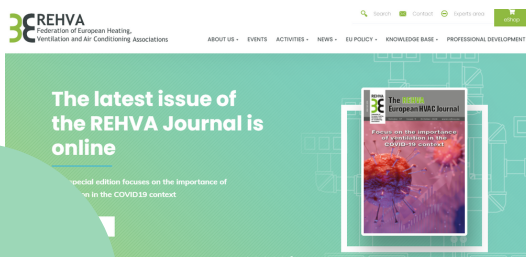 Search Contact Experts area eShop
REHVA
Federation of European Heating,
Ventilation and Air Conditioning Associations
ABOUT US EVENTS ACTIVITIES NEWS EU POLICY KNOWLEDGE BASE PROFESSIONAL DEVELOPMENT
The latest issue of
the REHVA Journal is
online
special edition focuses on the importance of
in the COVID19 context
REHVA
The
European HVAC Journal
Focus on the importance
of ventilation in the
COVID-19 context